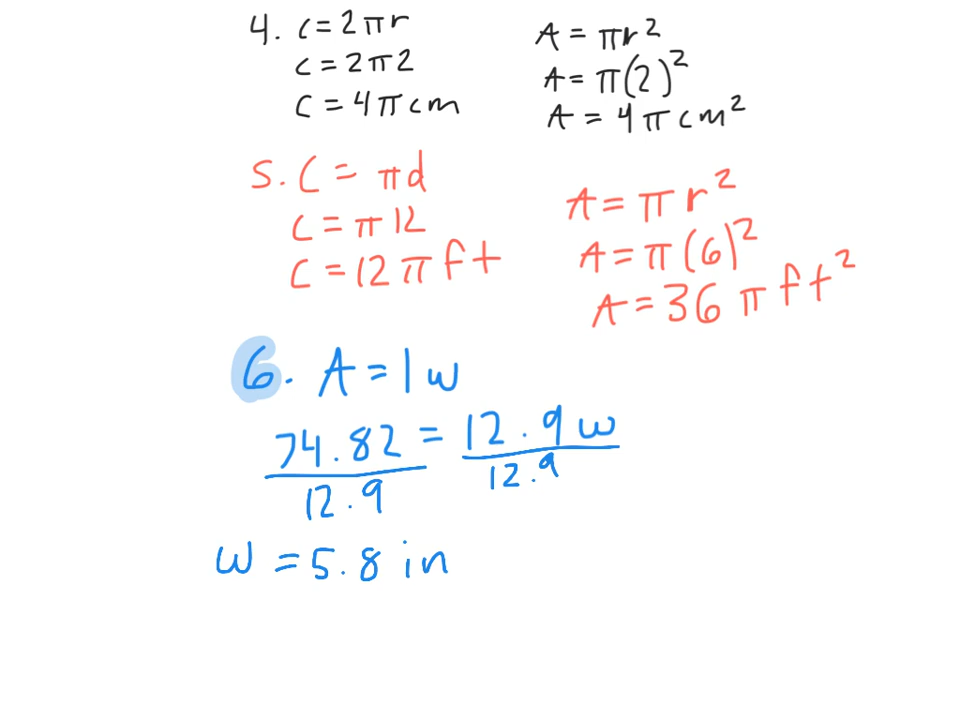 4. C = 2πr
C = 2π2
C = 4π cm
A = πr²
A = π(2)²
A = 4π cm²
5. C = πd
C = π12
C = 12π ft
A = πr²
A = π(6)²
A = 36π ft²
6. A = lw
74.82 = 12.9w
12.9 12.9
w = 5.8 in